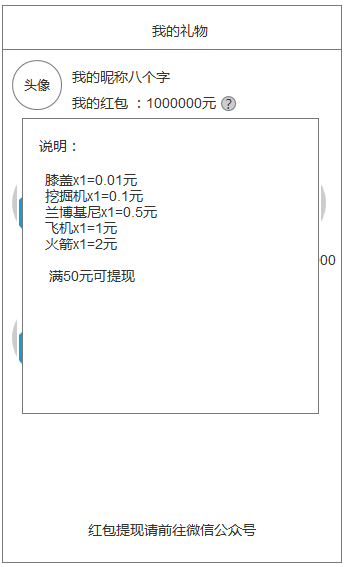 我的礼物
头像
我的昵称八个字
我的红包 ：1000000元 ?
说明：
膝盖x1=0.01元
挖掘机x1=0.1元
兰博基尼x1=0.5元
飞机x1=1元
火箭x1=2元
满50元可提现
00
红包提现请前往微信公众号